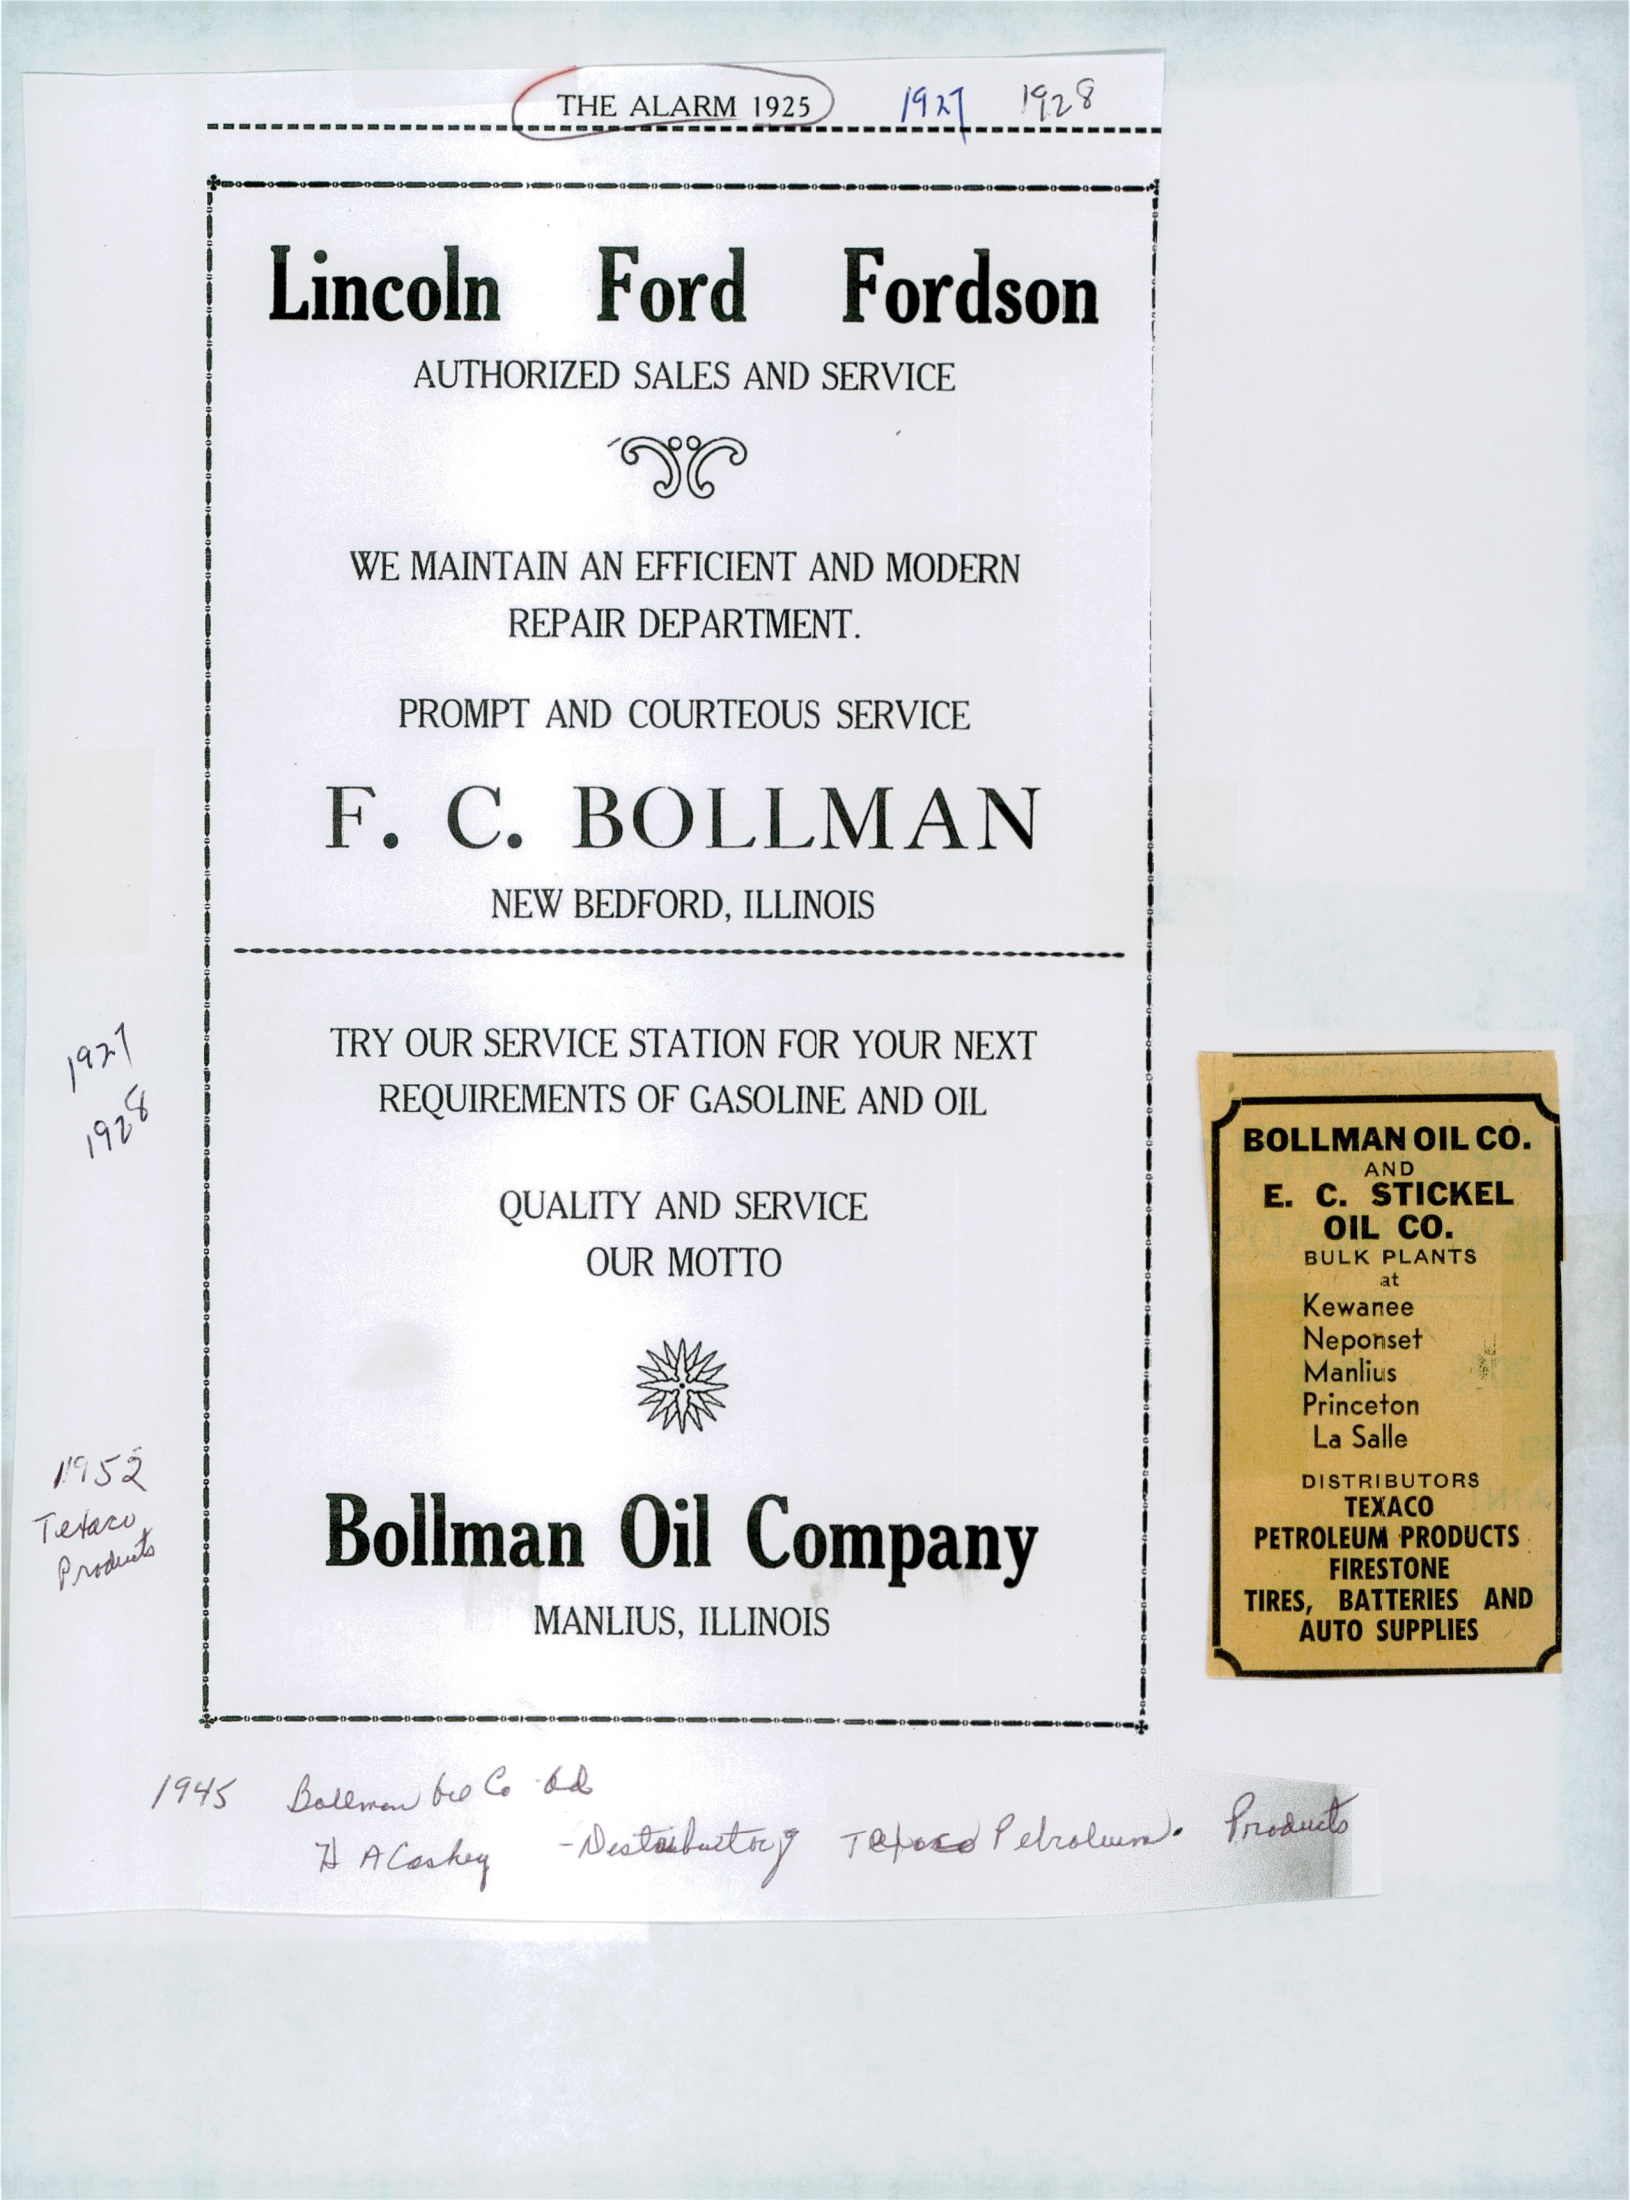 THE ALARM 1925 1927 1928
Lincoln Ford Fordson
AUTHORIZED SALES AND SERVICE
WE MAINTAIN AN EFFICIENT AND MODERN
REPAIR DEPARTMENT.
PROMPT AND COURTEOUS SERVICE
F. C. BOLLMAN
NEW BEDFORD, ILLINOIS
1927
1928
TRY OUR SERVICE STATION FOR YOUR NEXT
REQUIREMENTS OF GASOLINE AND OIL
QUALITY AND SERVICE
OUR MOTTO
1952
Texaco
Products
Bollman Oil Company
MANLIUS, ILLINOIS
BOLLMAN OIL CO.
AND
E. C. STICKEL
OIL CO.
BULK PLANTS
at
Kewanee
Neponset
Manlius
Princeton
La Salle
DISTRIBUTORS
TEXACO
PETROLEUM PRODUCTS
FIRESTONE
TIRES, BATTERIES AND
AUTO SUPPLIES
1945 Bollman Oil Co ad
H A Caskey - Distributor of Texaco Petroleum. Products